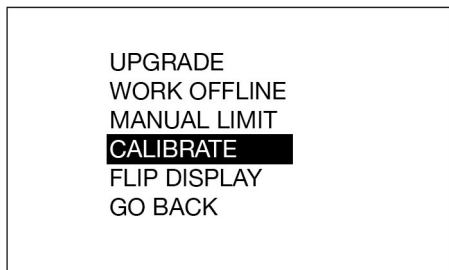 UPGRADE
WORK OFFLINE
MANUAL LIMIT
CALIBRATE
FLIP DISPLAY
GO BACK